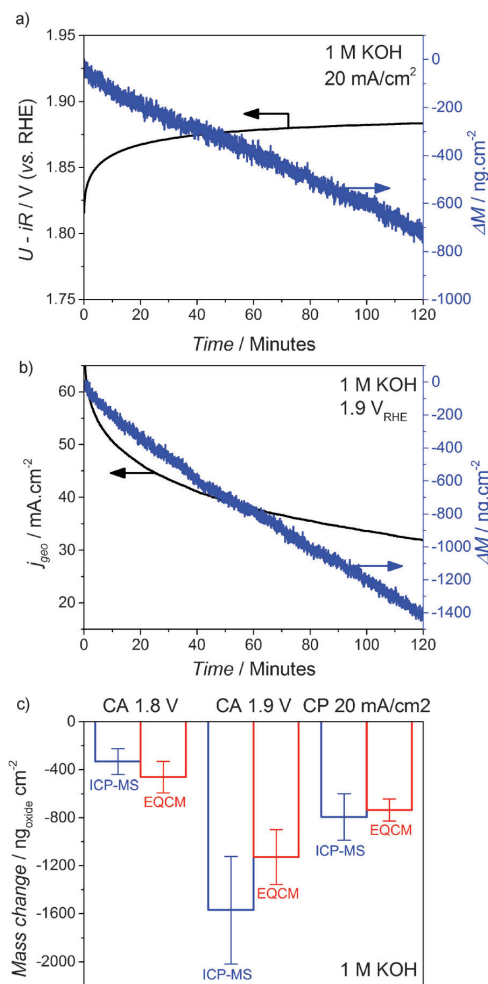 a)
1.95
1.90
1.85
1.80
1.75
U - iR / V (vs. RHE)
1 M KOH
20 mA/cm²
0
-200
-400
-600
-800
-1000
ΔM / ng.cm⁻²
0 20 40 60 80 100 120
Time / Minutes
b)
60
50
40
30
20
j_geo / mA.cm⁻²
1 M KOH
1.9 V_RHE
0
-200
-400
-600
-800
-1000
-1200
-1400
ΔM / ng.cm⁻²
0 20 40 60 80 100 120
Time / Minutes
c)
CA 1.8 V CA 1.9 V CP 20 mA/cm2
0
-400
-800
-1200
-1600
-2000
Mass change / ng_oxide cm⁻²
ICP-MS
EQCM
ICP-MS
EQCM
ICP-MS
EQCM
1 M KOH